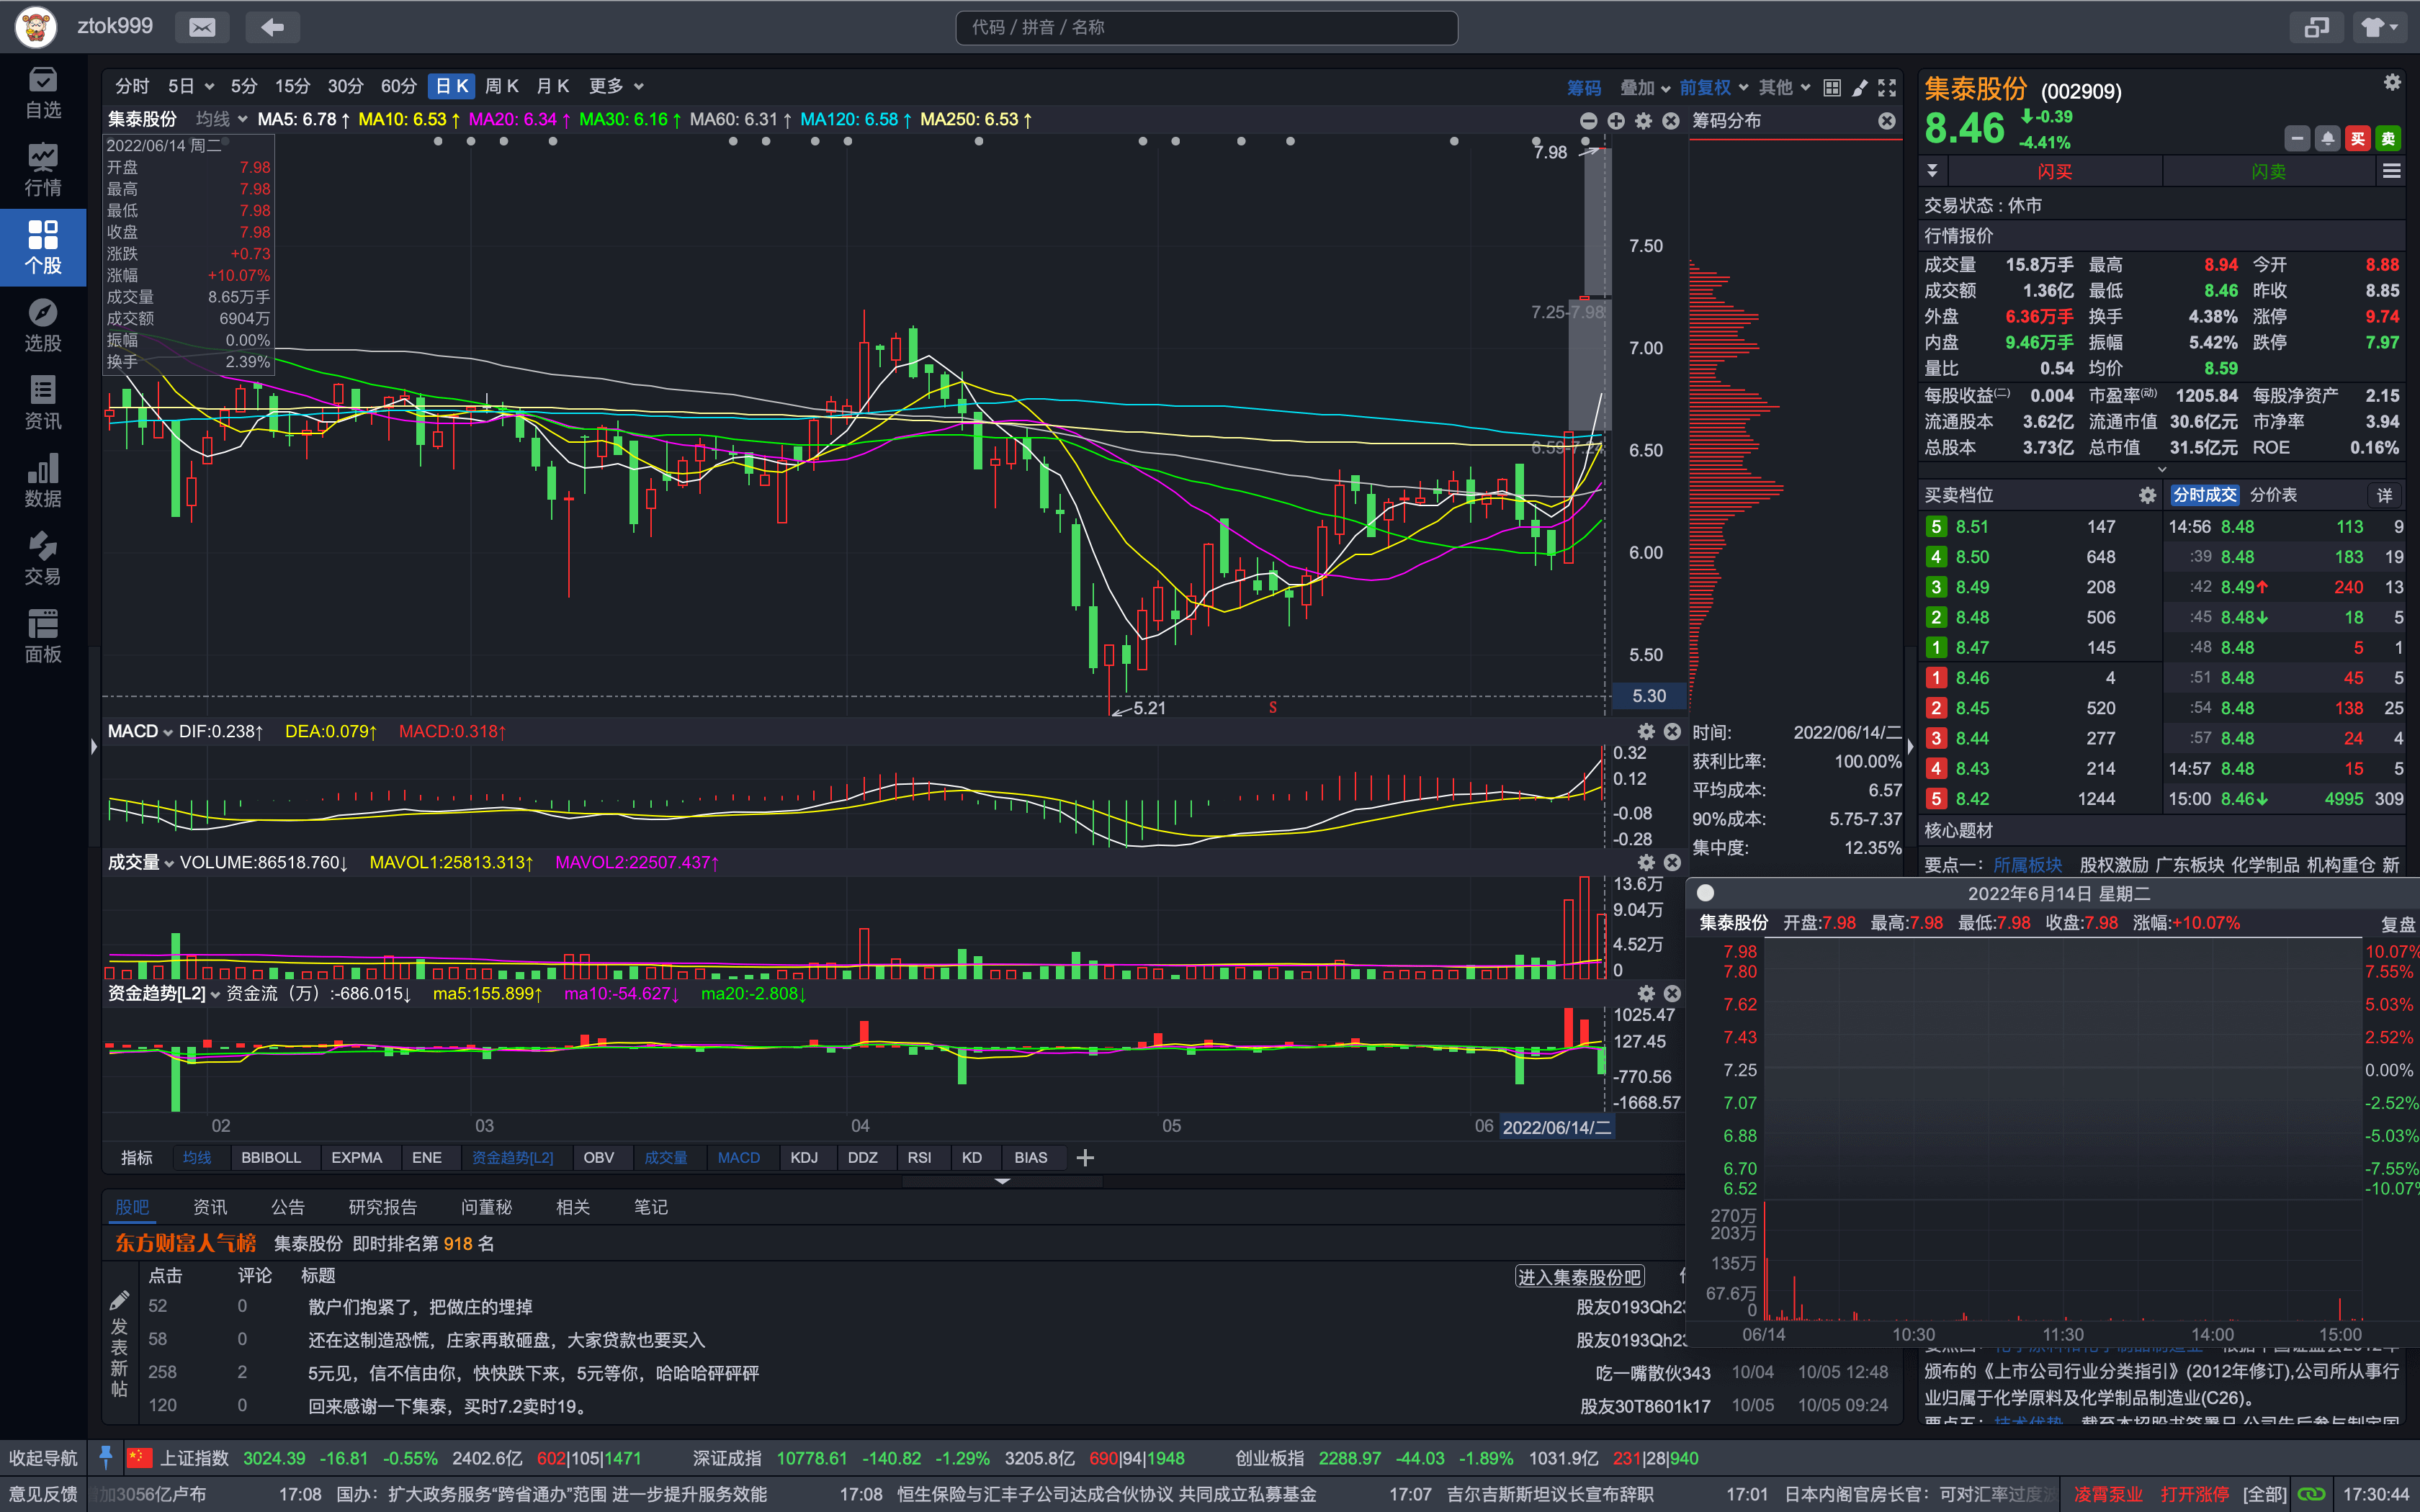 ztok999
代码 / 拼音 / 名称
自选
行情
个股
选股
资讯
数据
交易
面板
分时 5日 5分 15分 30分 60分 日K 周K 月K 更多 筹码 叠加 前复权 其他
集泰股份 均线 MA5: 6.78↑ MA10: 6.53↑ MA20: 6.34↑ MA30: 6.16↑ MA60: 6.31↑ MA120: 6.58↑ MA250: 6.53↑
筹码分布
2022/06/14 周二
开盘 7.98
最高 7.98
最低 7.98
收盘 7.98
涨跌 +0.73
涨幅 +10.07%
成交量 8.65万手
成交额 6904万
振幅 0.00%
换手 2.39%
7.98
7.50
7.25-7.98
7.00
6.50
6.59-7.24
6.00
5.50
5.30
5.21
S
MACD DIF:0.238↑ DEA:0.079↑ MACD:0.318↑
0.32
0.12
-0.08
-0.28
成交量 VOLUME:86518.760↓ MAVOL1:25813.313↑ MAVOL2:22507.437↑
13.6万
9.04万
4.52万
0
资金趋势[L2] 资金流（万）:-686.015↓ ma5:155.899↑ ma10:-54.627↓ ma20:-2.808↓
1025.47
127.45
-770.56
-1668.57
02 03 04 05 06 2022/06/14/二
时间: 2022/06/14/二
获利比率: 100.00%
平均成本: 6.57
90%成本: 5.75-7.37
集中度: 12.35%
指标 均线 BBIBOLL EXPMA ENE 资金趋势[L2] OBV 成交量 MACD KDJ DDZ RSI KD BIAS
股吧 资讯 公告 研究报告 问董秘 相关 笔记
东方财富人气榜 集泰股份 即时排名第 918 名
发表新帖
点击 评论 标题 进入集泰股份吧
52 0 散户们抱紧了，把做庄的埋掉 股友0193Qh23
58 0 还在这制造恐慌，庄家再敢砸盘，大家贷款也要买入 股友0193Qh23
258 2 5元见，信不信由你，快快跌下来，5元等你，哈哈哈砰砰砰 吃一嘴散伙343 10/04 10/05 12:48
120 0 回来感谢一下集泰，买时7.2卖时19。 股友30T8601k17 10/05 10/05 09:24
集泰股份 (002909)
8.46 -0.39
-4.41%
买 卖
闪买 闪卖
交易状态 : 休市
行情报价
成交量 15.8万手 最高 8.94 今开 8.88
成交额 1.36亿 最低 8.46 昨收 8.85
外盘 6.36万手 换手 4.38% 涨停 9.74
内盘 9.46万手 振幅 5.42% 跌停 7.97
量比 0.54 均价 8.59
每股收益(二) 0.004 市盈率(动) 1205.84 每股净资产 2.15
流通股本 3.62亿 流通市值 30.6亿元 市净率 3.94
总股本 3.73亿 总市值 31.5亿元 ROE 0.16%
买卖档位 分时成交 分价表 详
5 8.51 147 14:56 8.48 113 9
4 8.50 648 :39 8.48 183 19
3 8.49 208 :42 8.49↑ 240 13
2 8.48 506 :45 8.48↓ 18 5
1 8.47 145 :48 8.48 5 1
1 8.46 4 :51 8.48 45 5
2 8.45 520 :54 8.48 138 25
3 8.44 277 :57 8.48 24 4
4 8.43 214 14:57 8.48 15 5
5 8.42 1244 15:00 8.46↓ 4995 309
核心题材
要点一： 所属板块 股权激励 广东板块 化学制品 机构重仓 新
2022年6月14日 星期二
集泰股份 开盘:7.98 最高:7.98 最低:7.98 收盘:7.98 涨幅:+10.07% 复盘
7.98 10.07%
7.80 7.55%
7.62 5.03%
7.43 2.52%
7.25 0.00%
7.07 -2.52%
6.88 -5.03%
6.70 -7.55%
6.52 -10.07%
270万
203万
135万
67.6万
0
06/14 10:30 11:30 14:00 15:00
颁布的《上市公司行业分类指引》(2012年修订),公司所从事行
业归属于化学原料及化学制品制造业(C26)。
收起导航 上证指数 3024.39 -16.81 -0.55% 2402.6亿 602|105|1471 深证成指 10778.61 -140.82 -1.29% 3205.8亿 690|94|1948 创业板指 2288.97 -44.03 -1.89% 1031.9亿 231|28|940
意见反馈 加3056亿卢布 17:08 国办：扩大政务服务“跨省通办”范围 进一步提升服务效能 17:08 恒生保险与汇丰子公司达成合伙协议 共同成立私募基金 17:07 吉尔吉斯斯坦议长宣布辞职 17:01 日本内阁官房长官：可对汇率过度波 凌霄泵业 打开涨停 [全部] 17:30:44